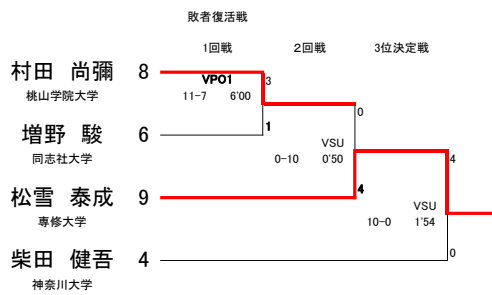 敗者復活戦
1回戦 2回戦 3位決定戦
村田 尚彌 8
VPO1 3
桃山学院大学
11-7 6'00
0
増野 駿 6
1
同志社大学
VSU
0-10 0'50
4
松雪 泰成 9
4
専修大学
VSU
10-0 1'54
柴田 健吾 4
0
神奈川大学